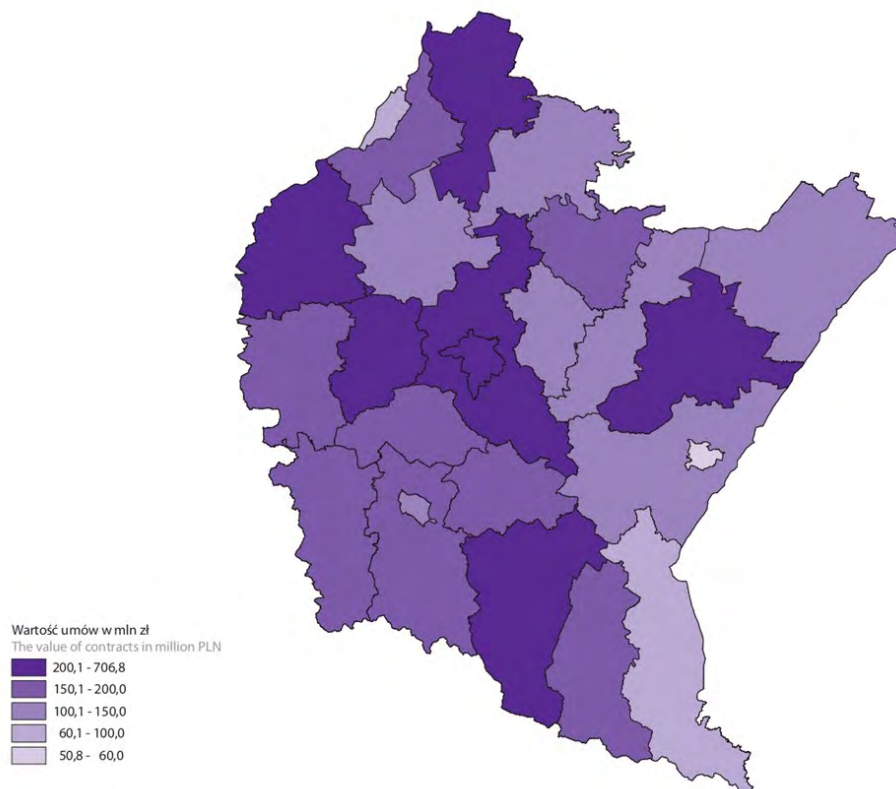 Wartość umów w mln zł
The value of contracts in million PLN
200,1 - 706,8
150,1 - 200,0
100,1 - 150,0
60,1 - 100,0
50,8 - 60,0